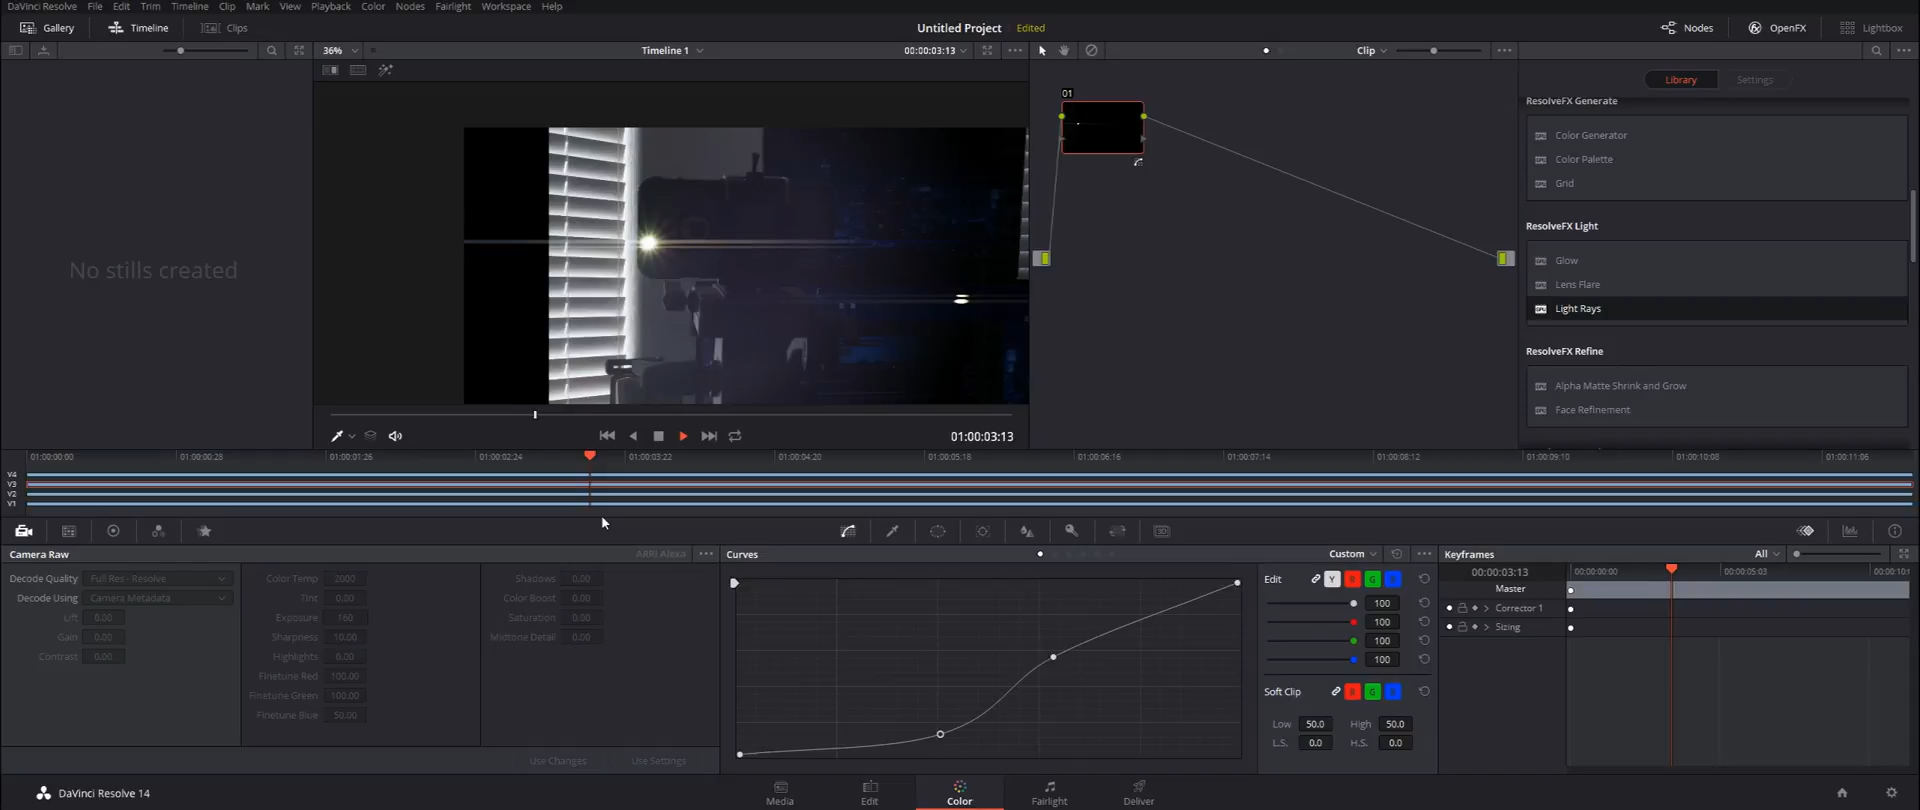 DaVinci Resolve File Edit Trim Timeline Clip Mark View Playback Color Nodes Fairlight Workspace Help
Gallery Timeline Clips Untitled Project Edited Nodes OpenFX Lightbox
36% Timeline 1 00:00:03:13 Clip
Library Settings
01
ResolveFX Generate
Color Generator
Color Palette
Grid
ResolveFX Light
No stills created
Glow
Lens Flare
Light Rays
ResolveFX Refine
Alpha Matte Shrink and Grow
Face Refinement
01:00:03:13
01:00:00:00 01:00:00:28 01:00:01:26 01:00:02:24 01:00:03:22 01:00:04:20 01:00:05:18 01:00:06:16 01:00:07:14 01:00:08:12 01:00:09:10 01:00:10:08 01:00:11:06
V4
V3
V2
V1
Camera Raw ARRI Alexa Curves Custom Keyframes All
Decode Quality Full Res - Resolve Color Temp 2000 Shadows 0.00 Edit Y R G B 00:00:03:13 00:00:00:00 00:00:05:03
Decode Using Camera Metadata Tint 0.00 Color Boost 0.00 100 Master
Lift 0.00 Exposure 160 Saturation 0.00 100 Corrector 1
Gain 0.00 Sharpness 10.00 Midtone Detail 0.00 100 Sizing
Contrast 0.00 Highlights 0.00 100
Finetune Red 100.00
Finetune Green 100.00 Soft Clip R G B
Finetune Blue 50.00 Low 50.0 High 50.0
L.S. 0.0 H.S. 0.0
Use Changes Use Settings
DaVinci Resolve 14 Media Edit Color Fairlight Deliver